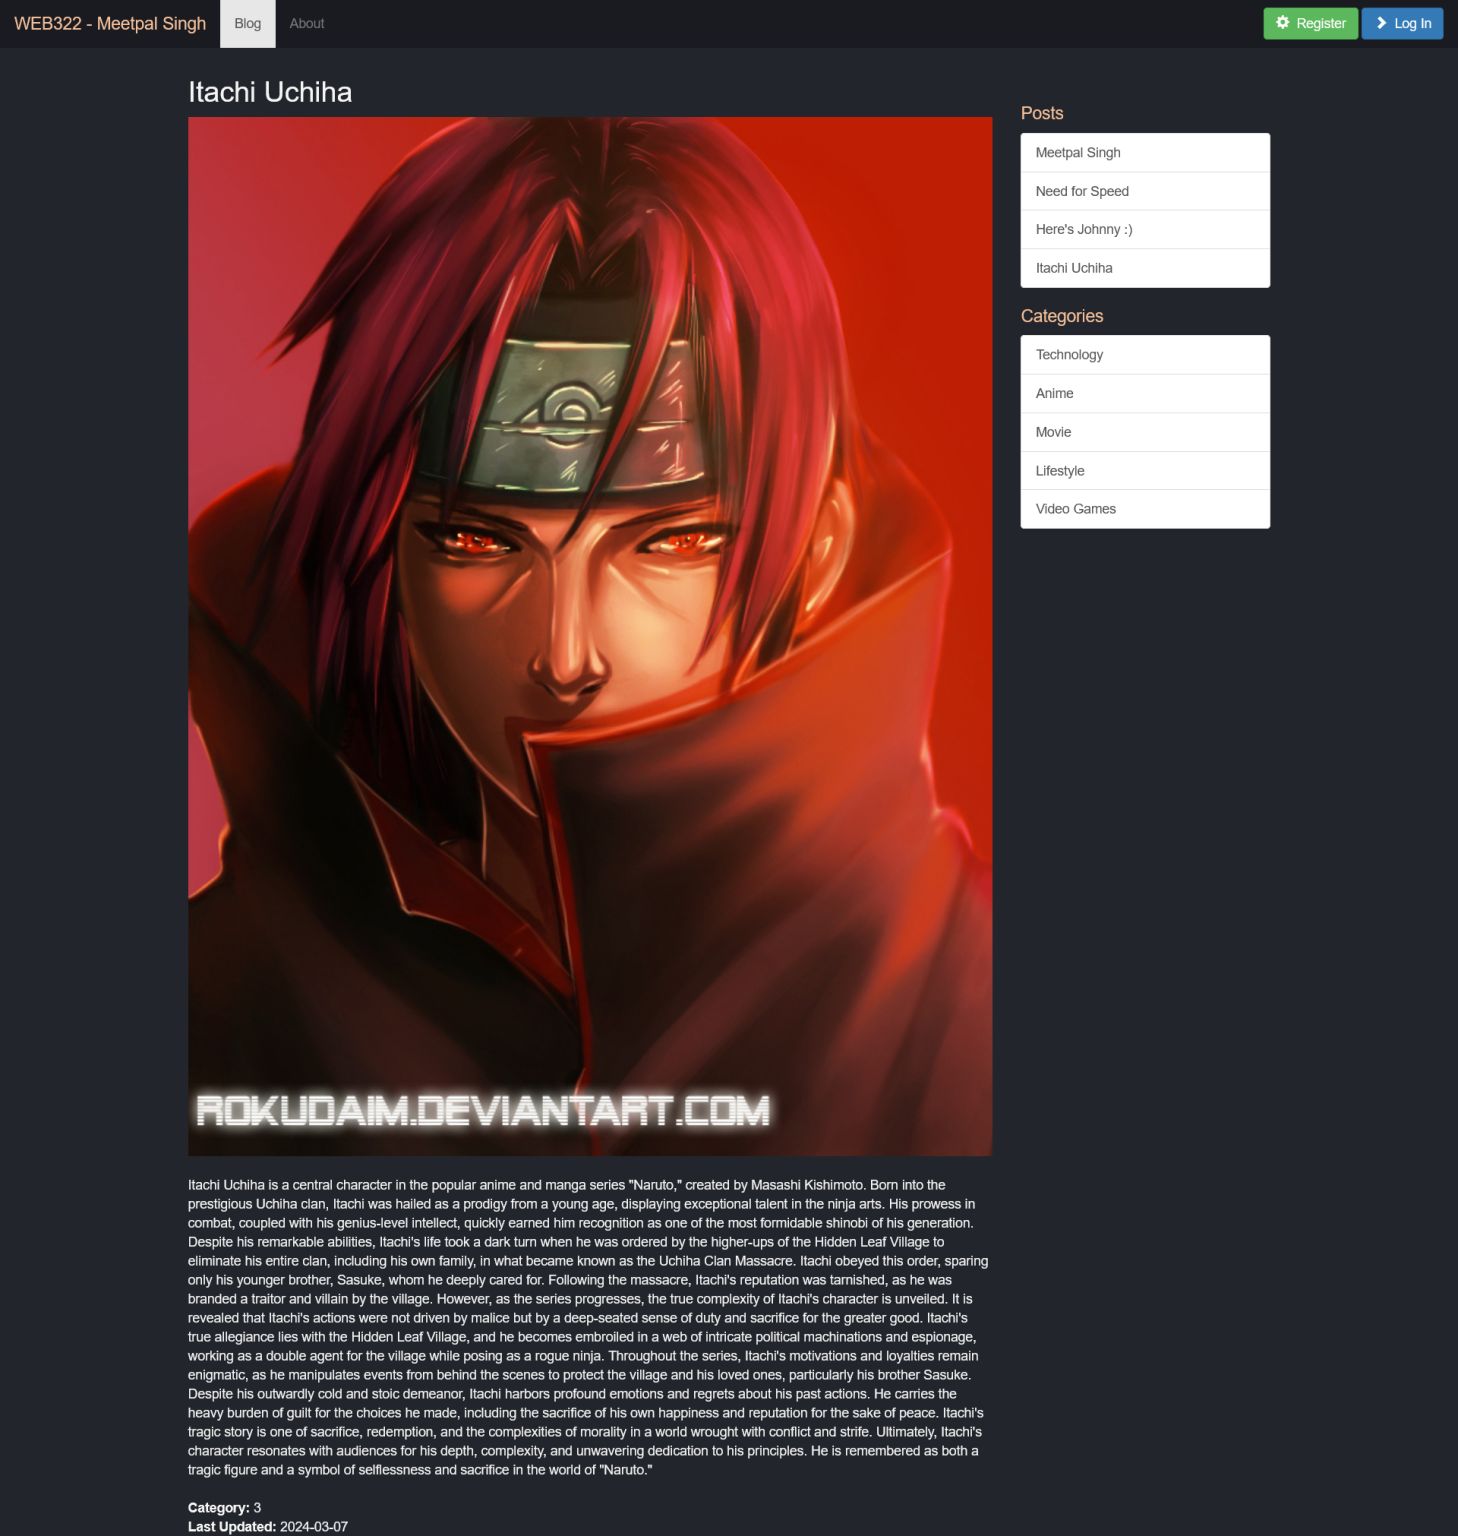 WEB322 - Meetpal Singh
Blog
About
Register
Log In
Itachi Uchiha
ROKUDAIM.DEVIANTART.COM
Itachi Uchiha is a central character in the popular anime and manga series "Naruto," created by Masashi Kishimoto. Born into the
prestigious Uchiha clan, Itachi was hailed as a prodigy from a young age, displaying exceptional talent in the ninja arts. His prowess in
combat, coupled with his genius-level intellect, quickly earned him recognition as one of the most formidable shinobi of his generation.
Despite his remarkable abilities, Itachi's life took a dark turn when he was ordered by the higher-ups of the Hidden Leaf Village to
eliminate his entire clan, including his own family, in what became known as the Uchiha Clan Massacre. Itachi obeyed this order, sparing
only his younger brother, Sasuke, whom he deeply cared for. Following the massacre, Itachi's reputation was tarnished, as he was
branded a traitor and villain by the village. However, as the series progresses, the true complexity of Itachi's character is unveiled. It is
revealed that Itachi's actions were not driven by malice but by a deep-seated sense of duty and sacrifice for the greater good. Itachi's
true allegiance lies with the Hidden Leaf Village, and he becomes embroiled in a web of intricate political machinations and espionage,
working as a double agent for the village while posing as a rogue ninja. Throughout the series, Itachi's motivations and loyalties remain
enigmatic, as he manipulates events from behind the scenes to protect the village and his loved ones, particularly his brother Sasuke.
Despite his outwardly cold and stoic demeanor, Itachi harbors profound emotions and regrets about his past actions. He carries the
heavy burden of guilt for the choices he made, including the sacrifice of his own happiness and reputation for the sake of peace. Itachi's
tragic story is one of sacrifice, redemption, and the complexities of morality in a world wrought with conflict and strife. Ultimately, Itachi's
character resonates with audiences for his depth, complexity, and unwavering dedication to his principles. He is remembered as both a
tragic figure and a symbol of selflessness and sacrifice in the world of "Naruto."
Category: 3
Last Updated: 2024-03-07
Posts
Meetpal Singh
Need for Speed
Here's Johnny :)
Itachi Uchiha
Categories
Technology
Anime
Movie
Lifestyle
Video Games